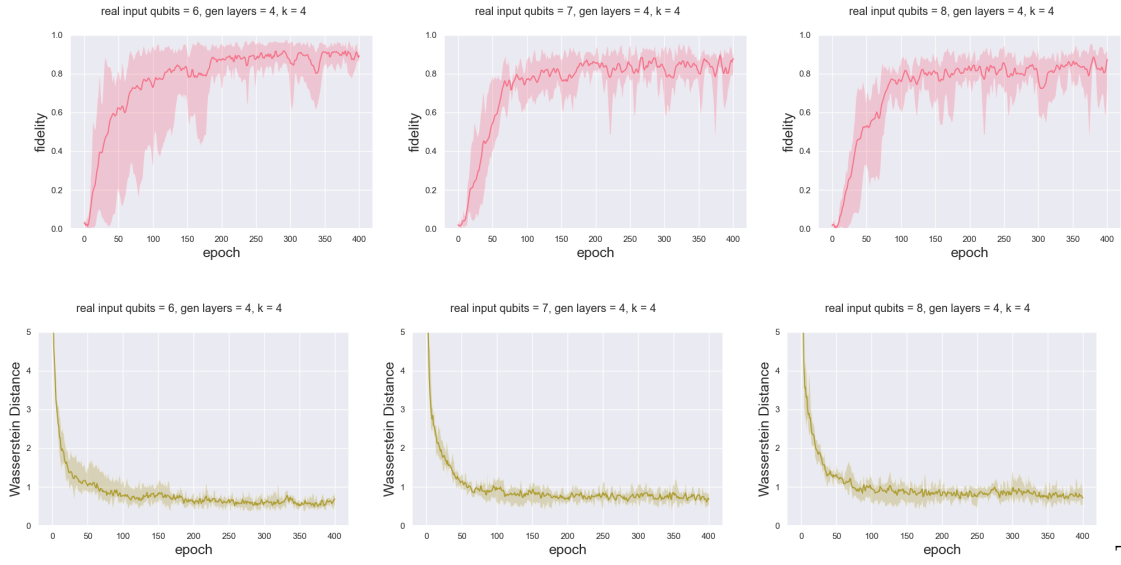 real input qubits = 6, gen layers = 4, k = 4
1.0
0.8
0.6
0.4
0.2
0.0
fidelity
0 50 100 150 200 250 300 350 400
epoch
real input qubits = 7, gen layers = 4, k = 4
1.0
0.8
0.6
0.4
0.2
0.0
fidelity
0 50 100 150 200 250 300 350 400
epoch
real input qubits = 8, gen layers = 4, k = 4
1.0
0.8
0.6
0.4
0.2
0.0
fidelity
0 50 100 150 200 250 300 350 400
epoch
real input qubits = 6, gen layers = 4, k = 4
5
4
3
2
1
0
Wasserstein Distance
0 50 100 150 200 250 300 350 400
epoch
real input qubits = 7, gen layers = 4, k = 4
5
4
3
2
1
0
Wasserstein Distance
0 50 100 150 200 250 300 350 400
epoch
real input qubits = 8, gen layers = 4, k = 4
5
4
3
2
1
0
Wasserstein Distance
0 50 100 150 200 250 300 350 400
epoch